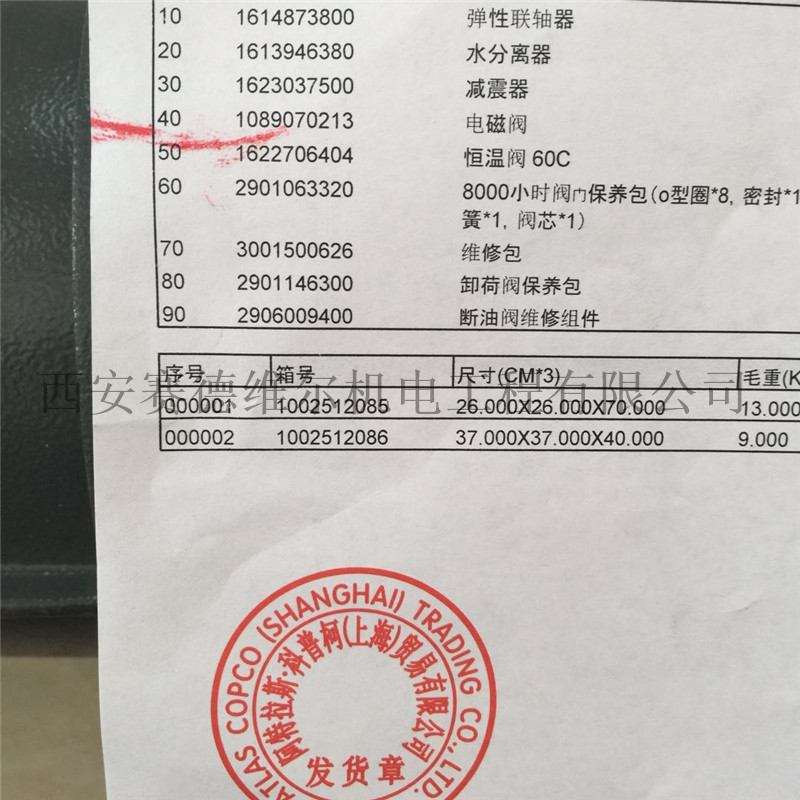 10 1614873800 弹性联轴器
20 1613946380 水分离器
30 1623037500 减震器
40 1089070213 电磁阀
50 1622706404 恒温阀 60C
60 2901063320 8000小时阀门保养包(o型圈*8, 密封*1
簧*1, 阀芯*1)
70 3001500626 维修包
80 2901146300 卸荷阀保养包
90 2906009400 断油阀维修组件
序号 箱号 尺寸(CM*3) 毛重(K
西安赛德维尔机电工程有限公司
000001 1002512085 26.000X26.000X70.000 13.000
000002 1002512086 37.000X37.000X40.000 9.000
ATLAS COPCO (SHANGHAI) TRADING CO., LTD.
阿特拉斯·科普柯(上海)贸易有限公司
发货章